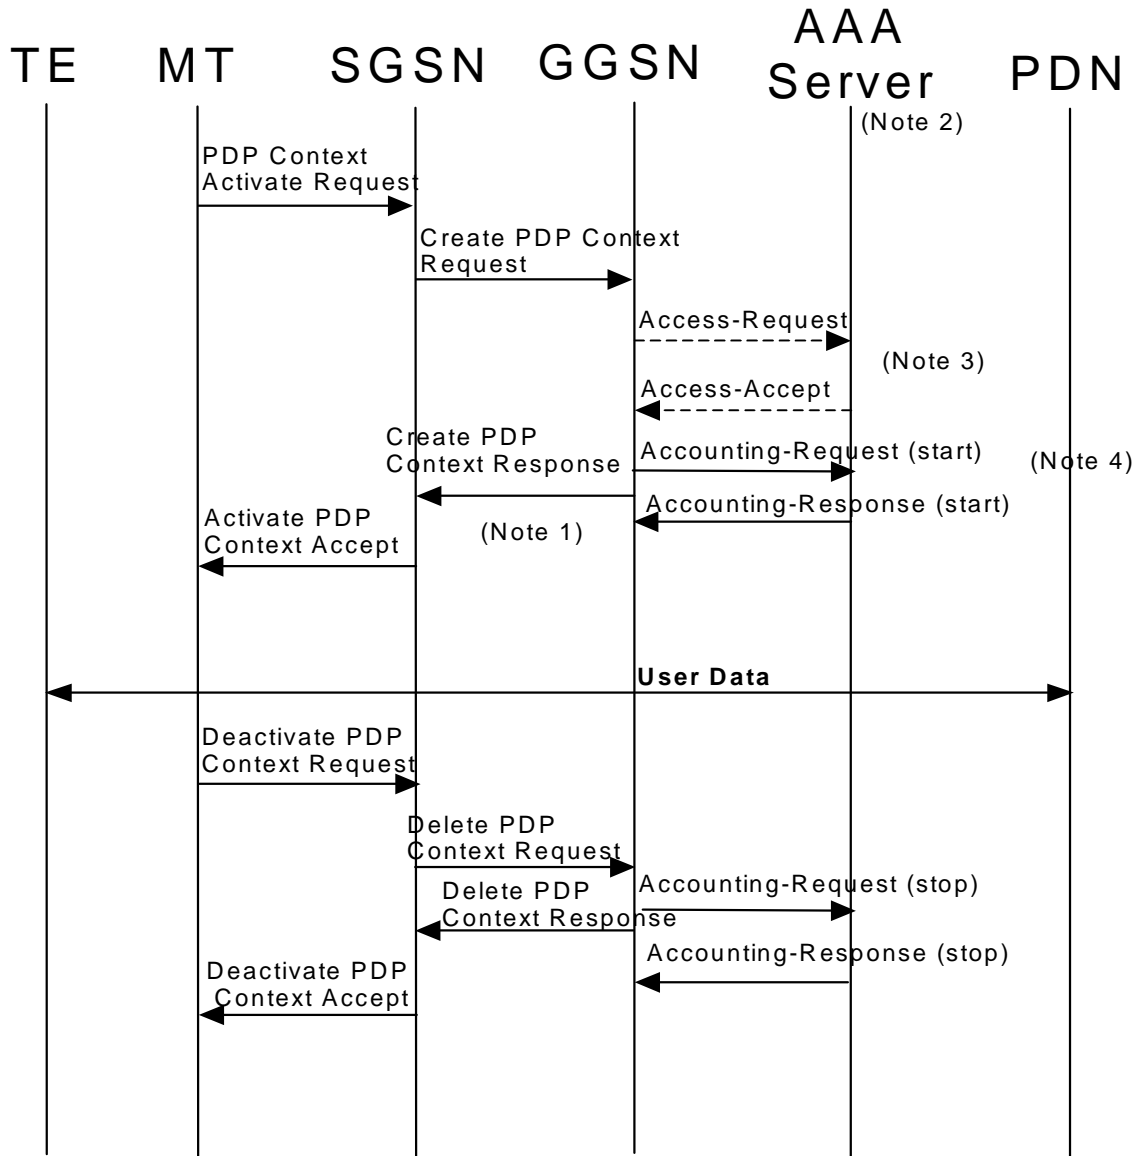 TE
MT
SGSN
GGSN
AAA
Server
PDN
(Note 2)
PDP Context
Activate Request
Create PDP Context
Request
Access-Request
(Note 3)
Access-Accept
Create PDP
Context Response
Accounting-Request (start)
(Note 4)
Accounting-Response (start)
Activate PDP
Context Accept
(Note 1)
User Data
Deactivate PDP
Context Request
Delete PDP
Context Request
Accounting-Request (stop)
Delete PDP
Context Response
Accounting-Response (stop)
Deactivate PDP
Context Accept